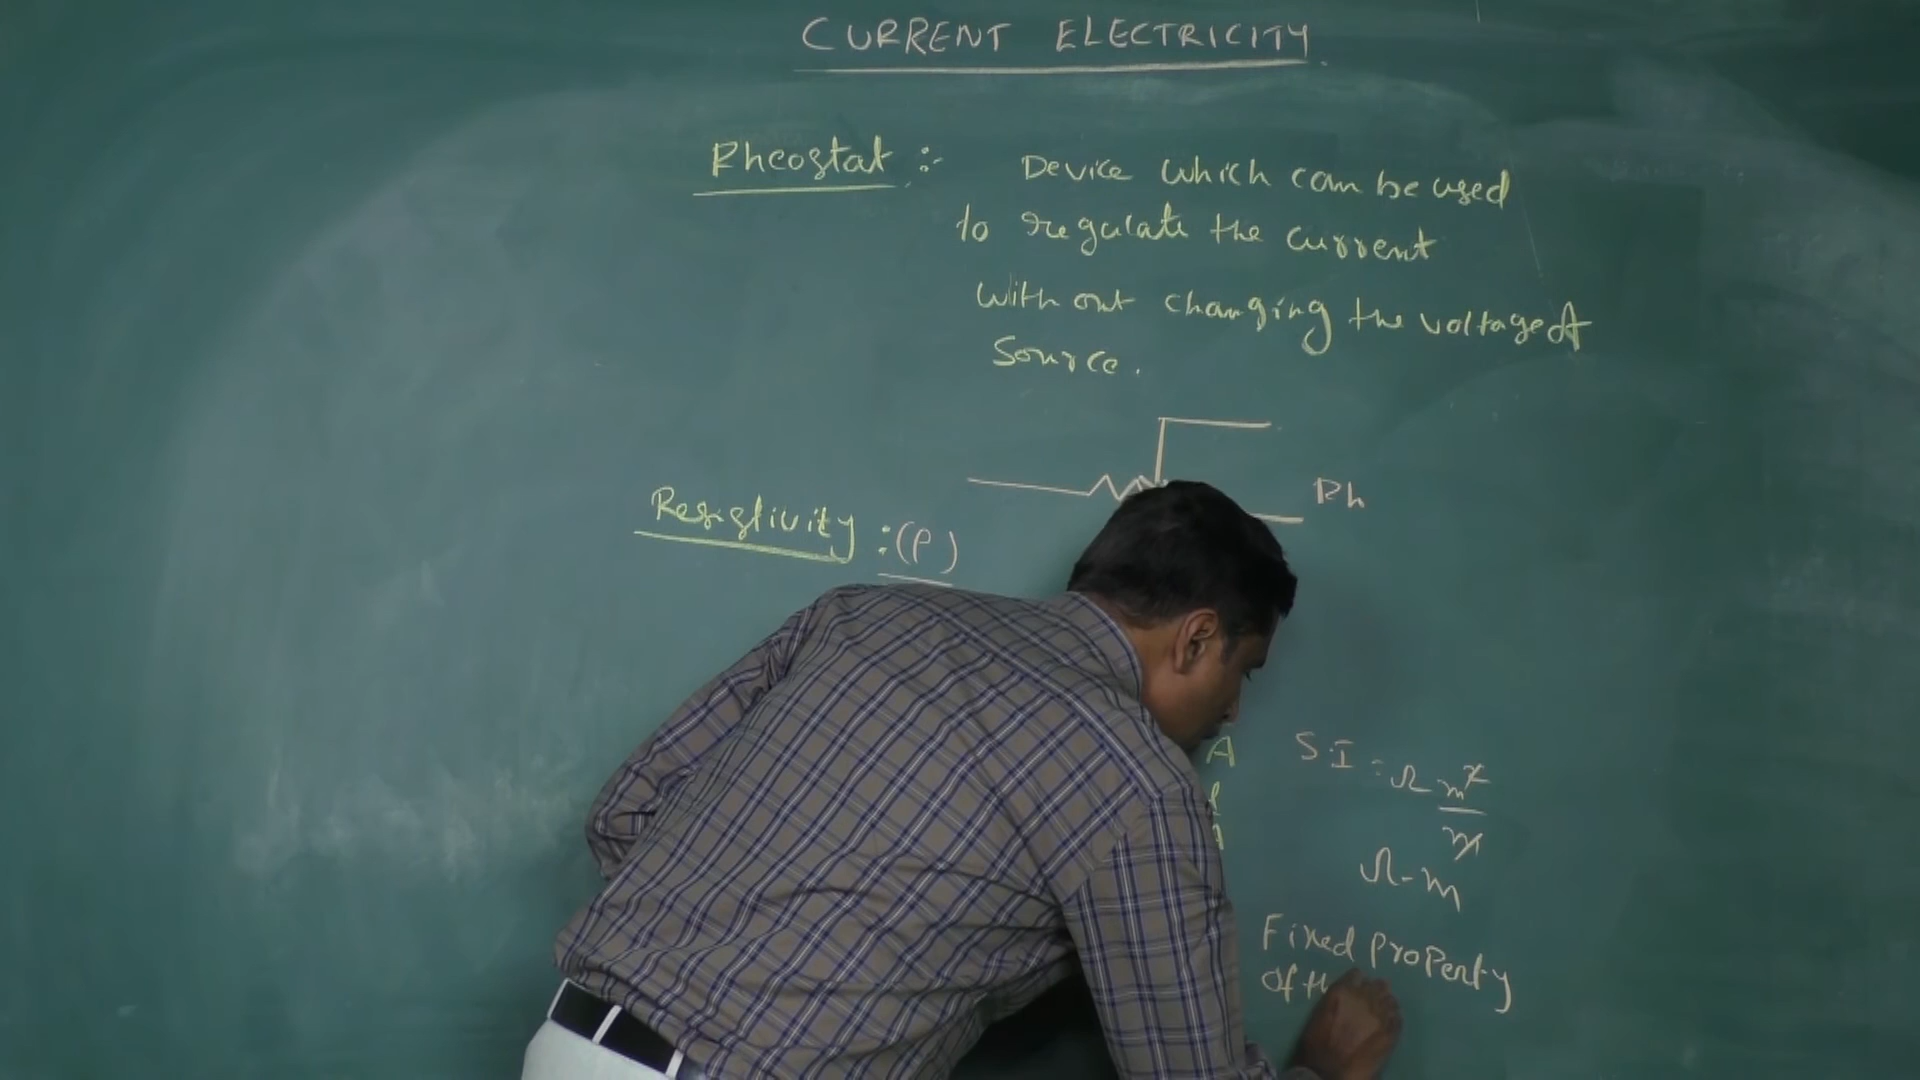 CURRENT ELECTRICITY
Rheostat :- Device which can be used
to regulate the current
with out changing the voltage of
Source.
Rh
Resistivity :(ρ)
A
l
S.I = Ω m²
m
Ω-m
Fixed Property
of